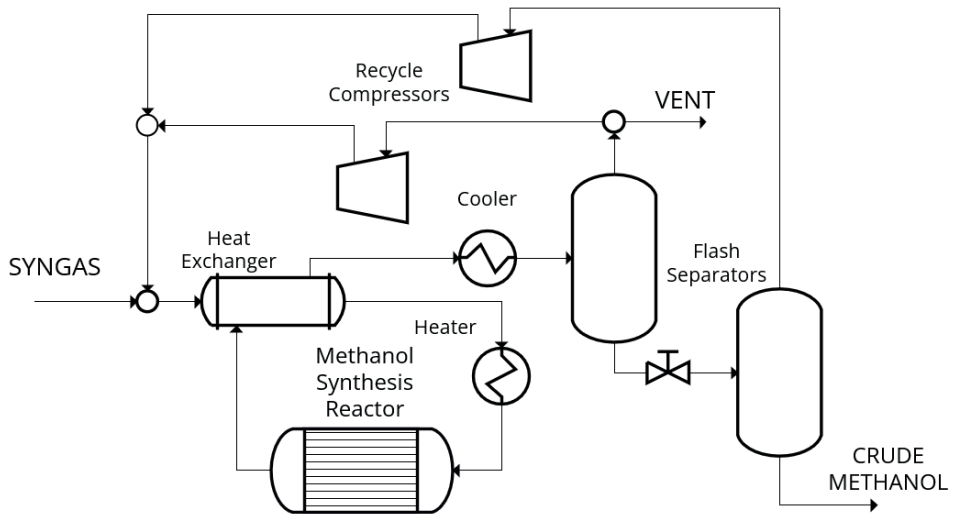 Recycle
Compressors
VENT
Cooler
Heat
Exchanger
Flash
Separators
SYNGAS
Heater
Methanol
Synthesis
Reactor
CRUDE
METHANOL